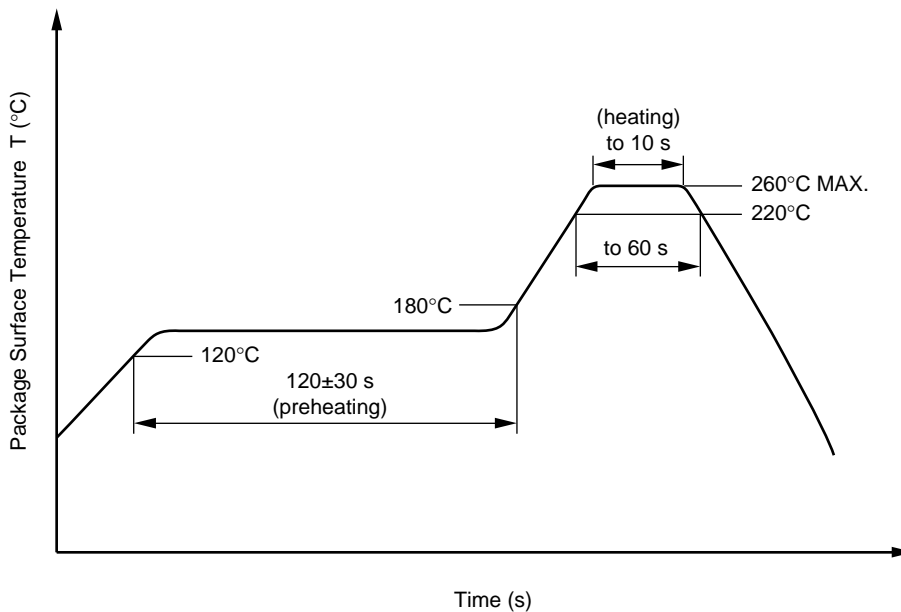 Package Surface Temperature T (°C)
(heating)
to 10 s
260°C MAX.
220°C
to 60 s
180°C
120°C
120±30 s
(preheating)
Time (s)